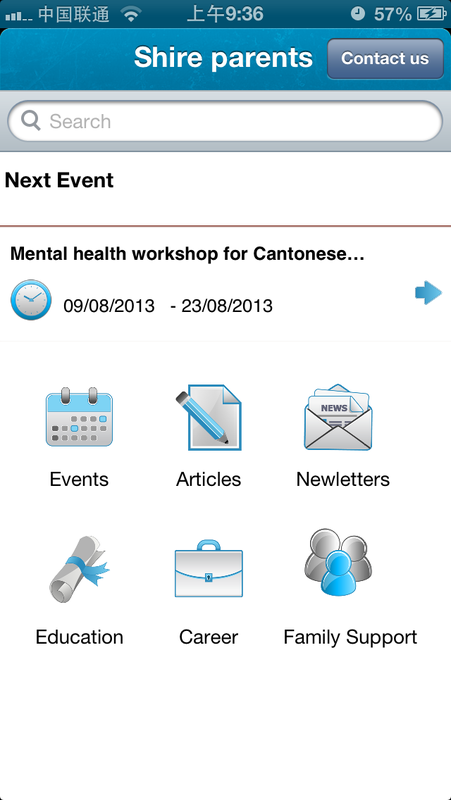 中国联通 上午9:36 57%
Shire parents Contact us
Search
Next Event
Mental health workshop for Cantonese...
09/08/2013 - 23/08/2013
NEWS
Events Articles Newletters
Education Career Family Support